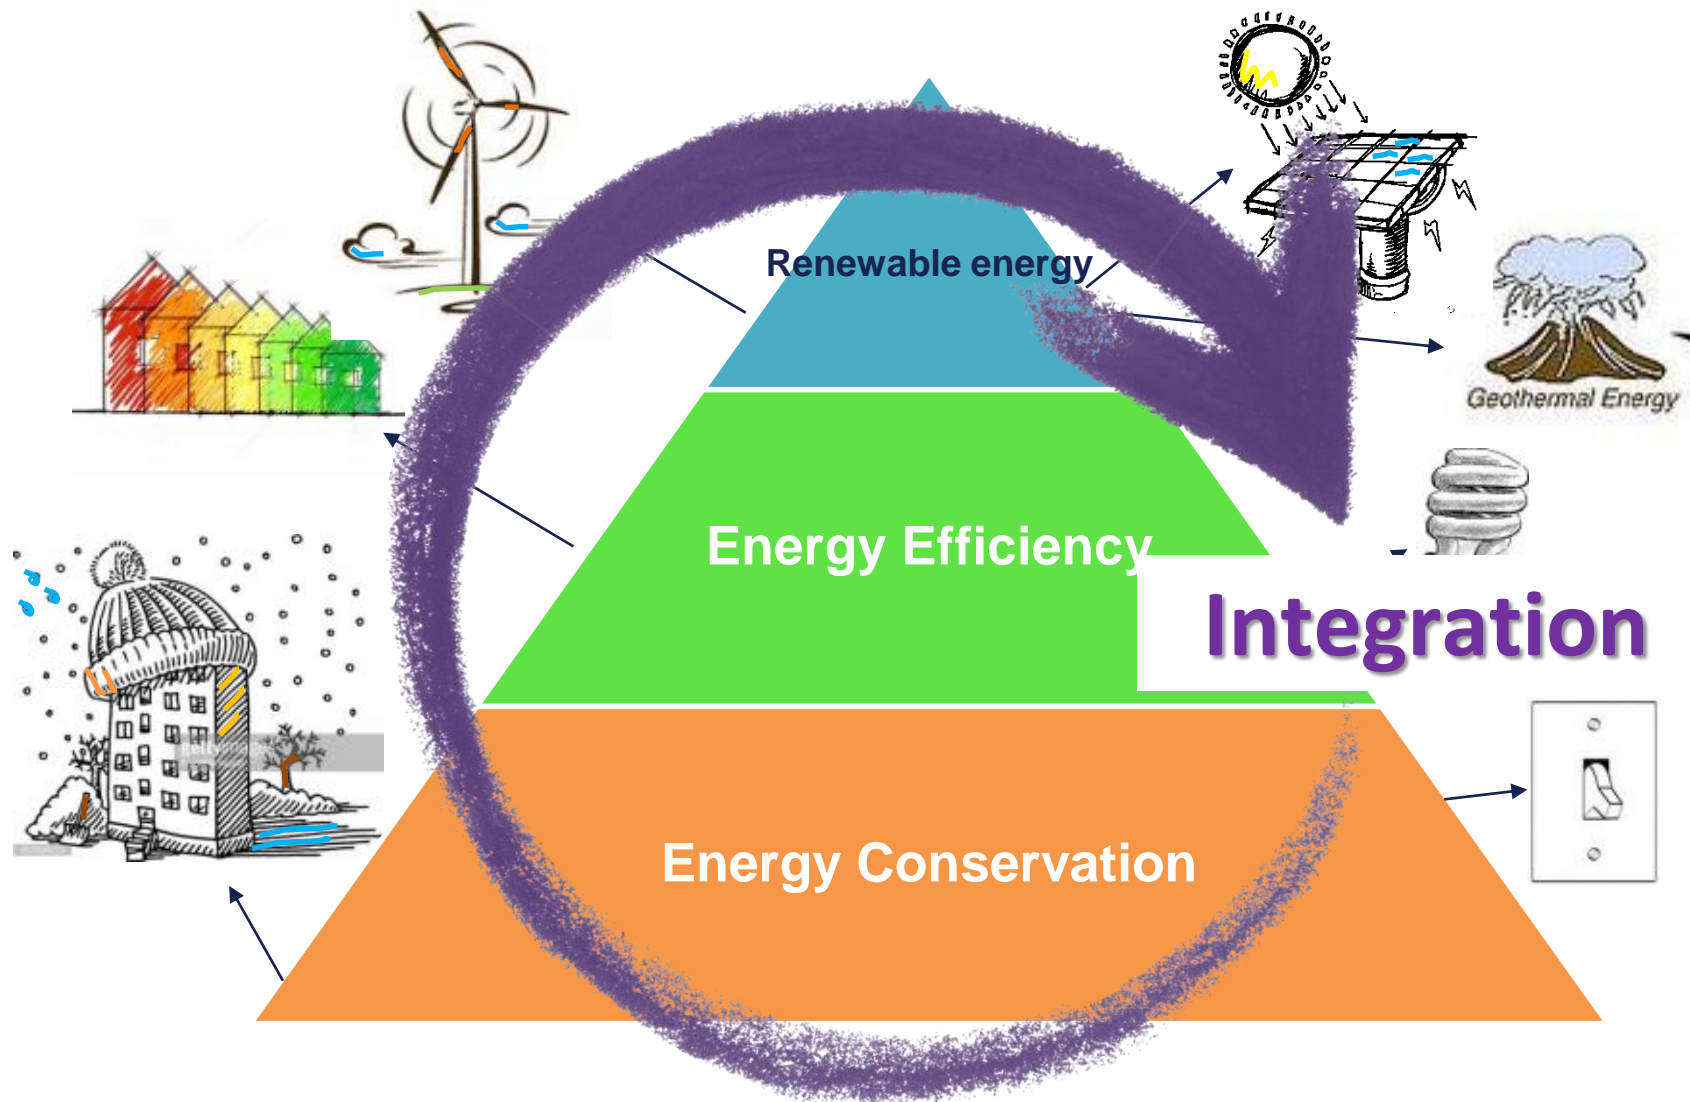 Renewable energy
Geothermal Energy
Energy Efficiency
Integration
Energy Conservation